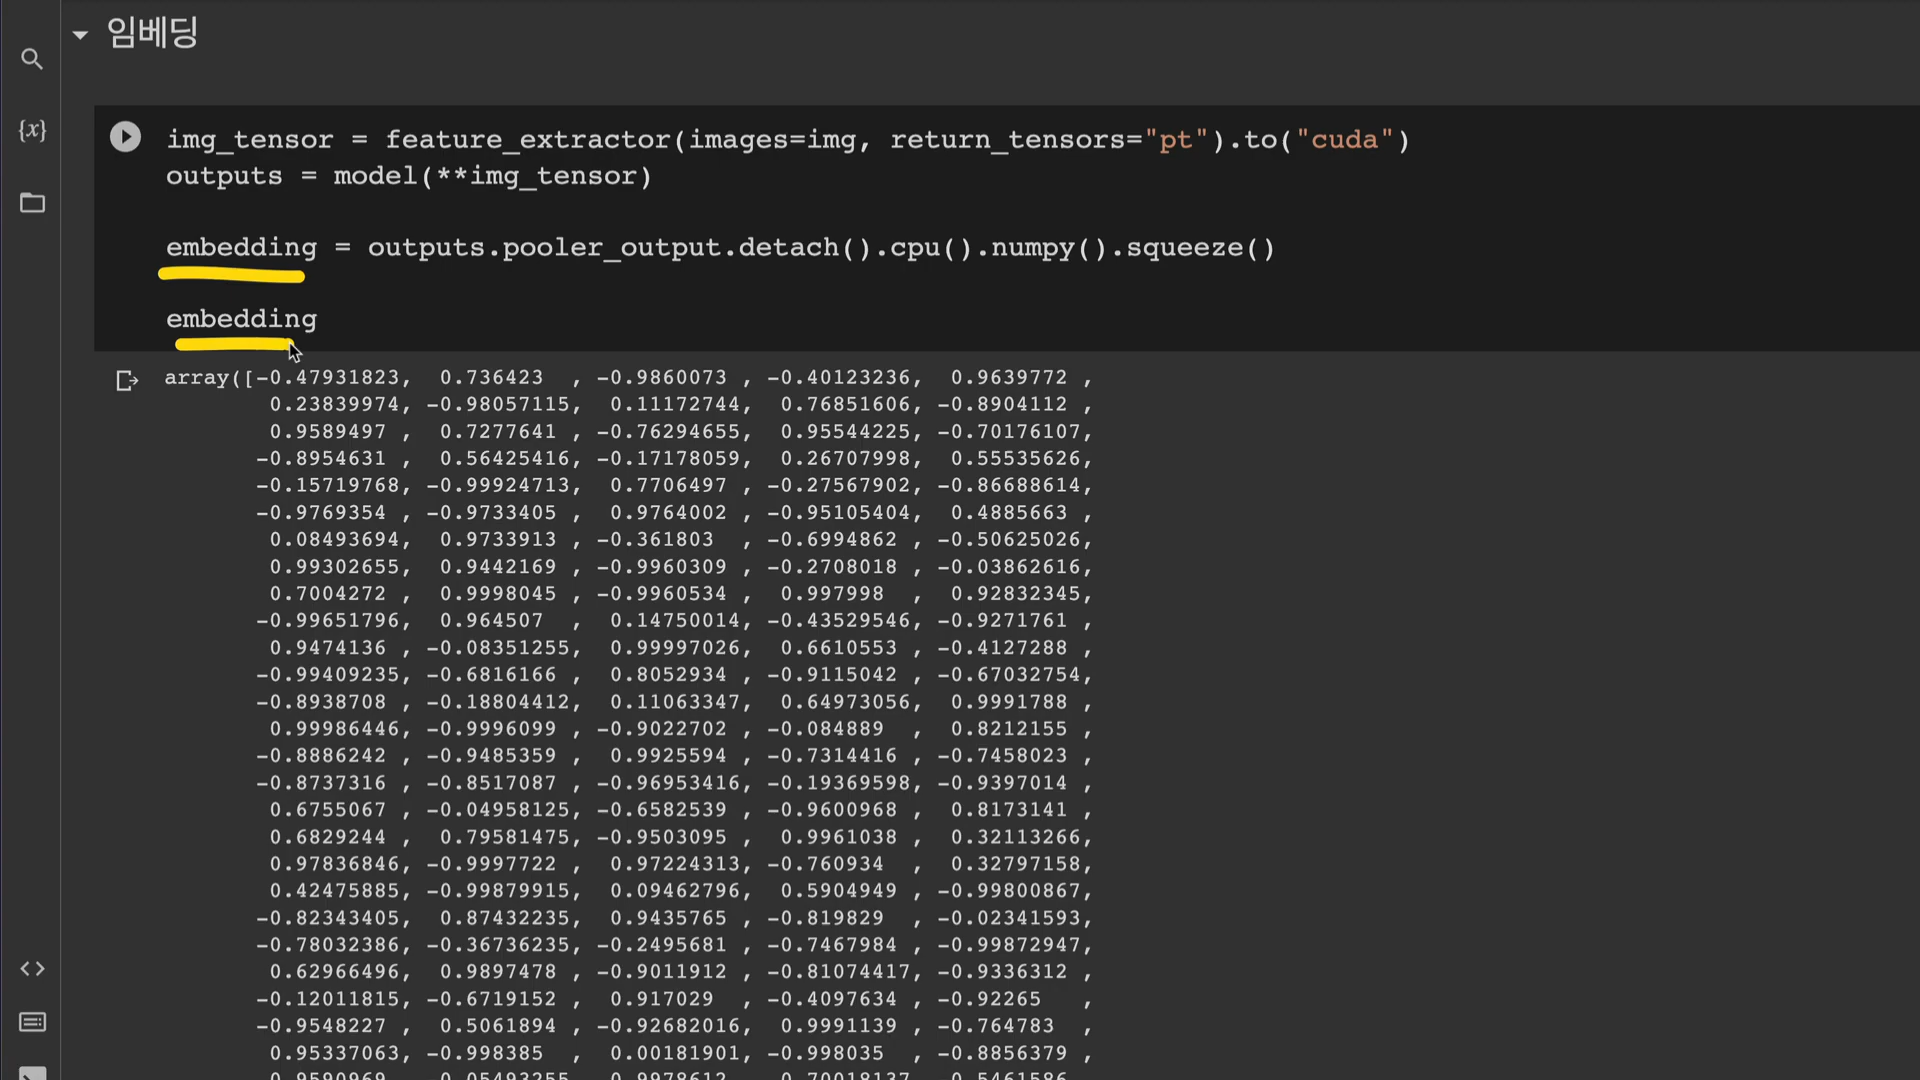 임베딩
{x}
img_tensor = feature_extractor(images=img, return_tensors="pt").to("cuda")
outputs = model(**img_tensor)
embedding = outputs.pooler_output.detach().cpu().numpy().squeeze()
embedding
array([-0.47931823, 0.736423 , -0.9860073 , -0.40123236, 0.9639772 ,
0.23839974, -0.98057115, 0.11172744, 0.76851606, -0.8904112 ,
0.9589497 , 0.7277641 , -0.76294655, 0.95544225, -0.70176107,
-0.8954631 , 0.56425416, -0.17178059, 0.26707998, 0.55535626,
-0.15719768, -0.99924713, 0.7706497 , -0.27567902, -0.86688614,
-0.9769354 , -0.9733405 , 0.9764002 , -0.95105404, 0.4885663 ,
0.08493694, 0.9733913 , -0.361803 , -0.6994862 , -0.50625026,
0.99302655, 0.9442169 , -0.9960309 , -0.2708018 , -0.03862616,
0.7004272 , 0.9998045 , -0.9960534 , 0.997998 , 0.92832345,
-0.99651796, 0.964507 , 0.14750014, -0.43529546, -0.9271761 ,
0.9474136 , -0.08351255, 0.99997026, 0.6610553 , -0.4127288 ,
-0.99409235, -0.6816166 , 0.8052934 , -0.9115042 , -0.67032754,
-0.8938708 , -0.18804412, 0.11063347, 0.64973056, 0.9991788 ,
0.99986446, -0.9996099 , -0.9022702 , -0.084889 , 0.8212155 ,
-0.8886242 , -0.9485359 , 0.9925594 , -0.7314416 , -0.7458023 ,
-0.8737316 , -0.8517087 , -0.96953416, -0.19369598, -0.9397014 ,
0.6755067 , -0.04958125, -0.6582539 , -0.9600968 , 0.8173141 ,
0.6829244 , 0.79581475, -0.9503095 , 0.9961038 , 0.32113266,
0.97836846, -0.9997722 , 0.97224313, -0.760934 , 0.32797158,
0.42475885, -0.99879915, 0.09462796, 0.5904949 , -0.99800867,
-0.82343405, 0.87432235, 0.9435765 , -0.819829 , -0.02341593,
-0.78032386, -0.36736235, -0.2495681 , -0.7467984 , -0.99872947,
0.62966496, 0.9897478 , -0.9011912 , -0.81074417, -0.9336312 ,
-0.12011815, -0.6719152 , 0.917029 , -0.4097634 , -0.92265 ,
-0.9548227 , 0.5061894 , -0.92682016, 0.9991139 , -0.764783 ,
0.95337063, -0.998385 , 0.00181901, -0.998035 , -0.8856379 ,